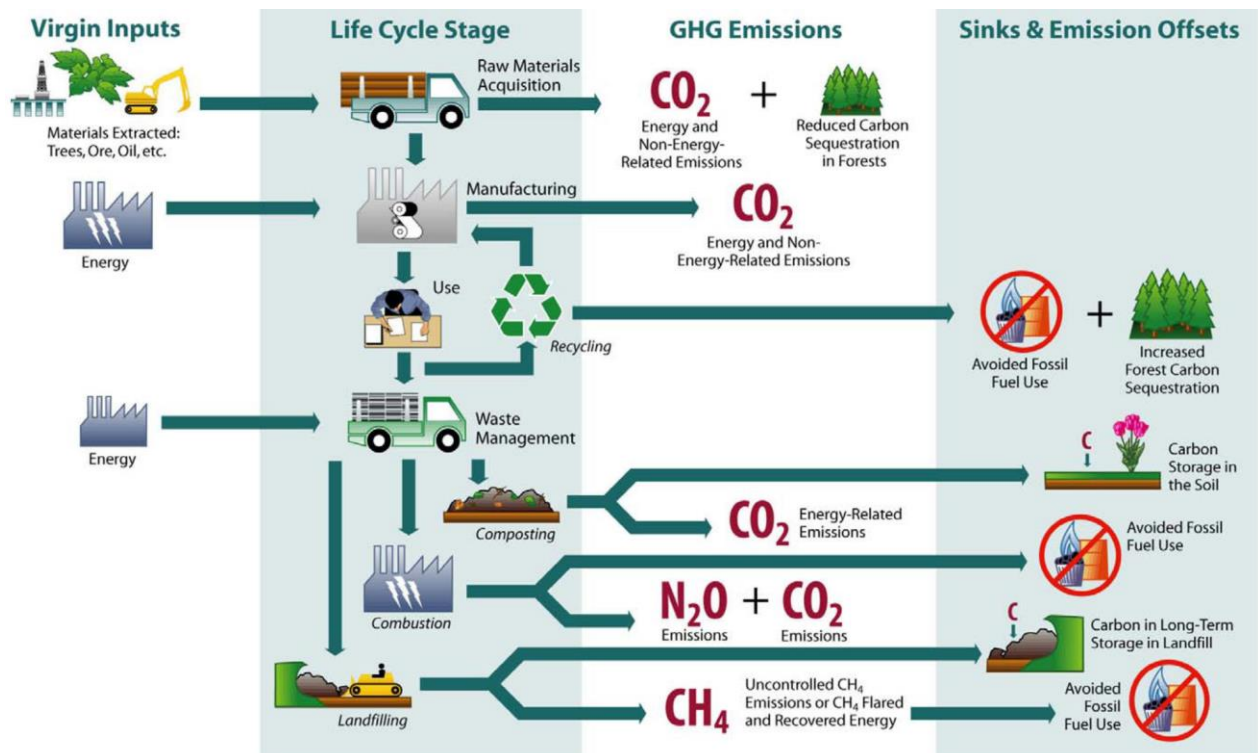 Virgin Inputs
Life Cycle Stage
GHG Emissions
Sinks & Emission Offsets
Materials Extracted:
Trees, Ore, Oil, etc.
Raw Materials
Acquisition
CO2
Energy and
Non-Energy-
Related Emissions
+
Reduced Carbon
Sequestration
in Forests
Energy
Manufacturing
CO2
Energy and Non-
Energy-Related Emissions
Use
Recycling
Avoided Fossil
Fuel Use
+
Increased
Forest Carbon
Sequestration
Energy
Waste
Management
Composting
C
Carbon
Storage in
the Soil
CO2
Energy-Related
Emissions
Combustion
Avoided Fossil
Fuel Use
N2O
Emissions
+
CO2
Emissions
Landfilling
C
Carbon in Long-Term
Storage in Landfill
CH4
Uncontrolled CH4
Emissions or CH4 Flared
and Recovered Energy
Avoided
Fossil
Fuel Use